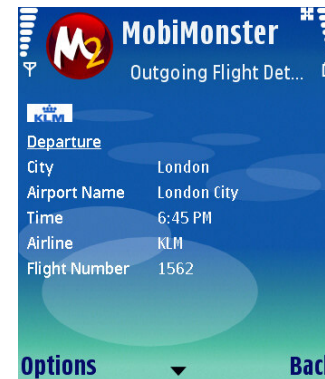 M2
MobiMonster
Outgoing Flight Det...
KLM
Departure
City London
Airport Name London City
Time 6:45 PM
Airline KLM
Flight Number 1562
Options Bac